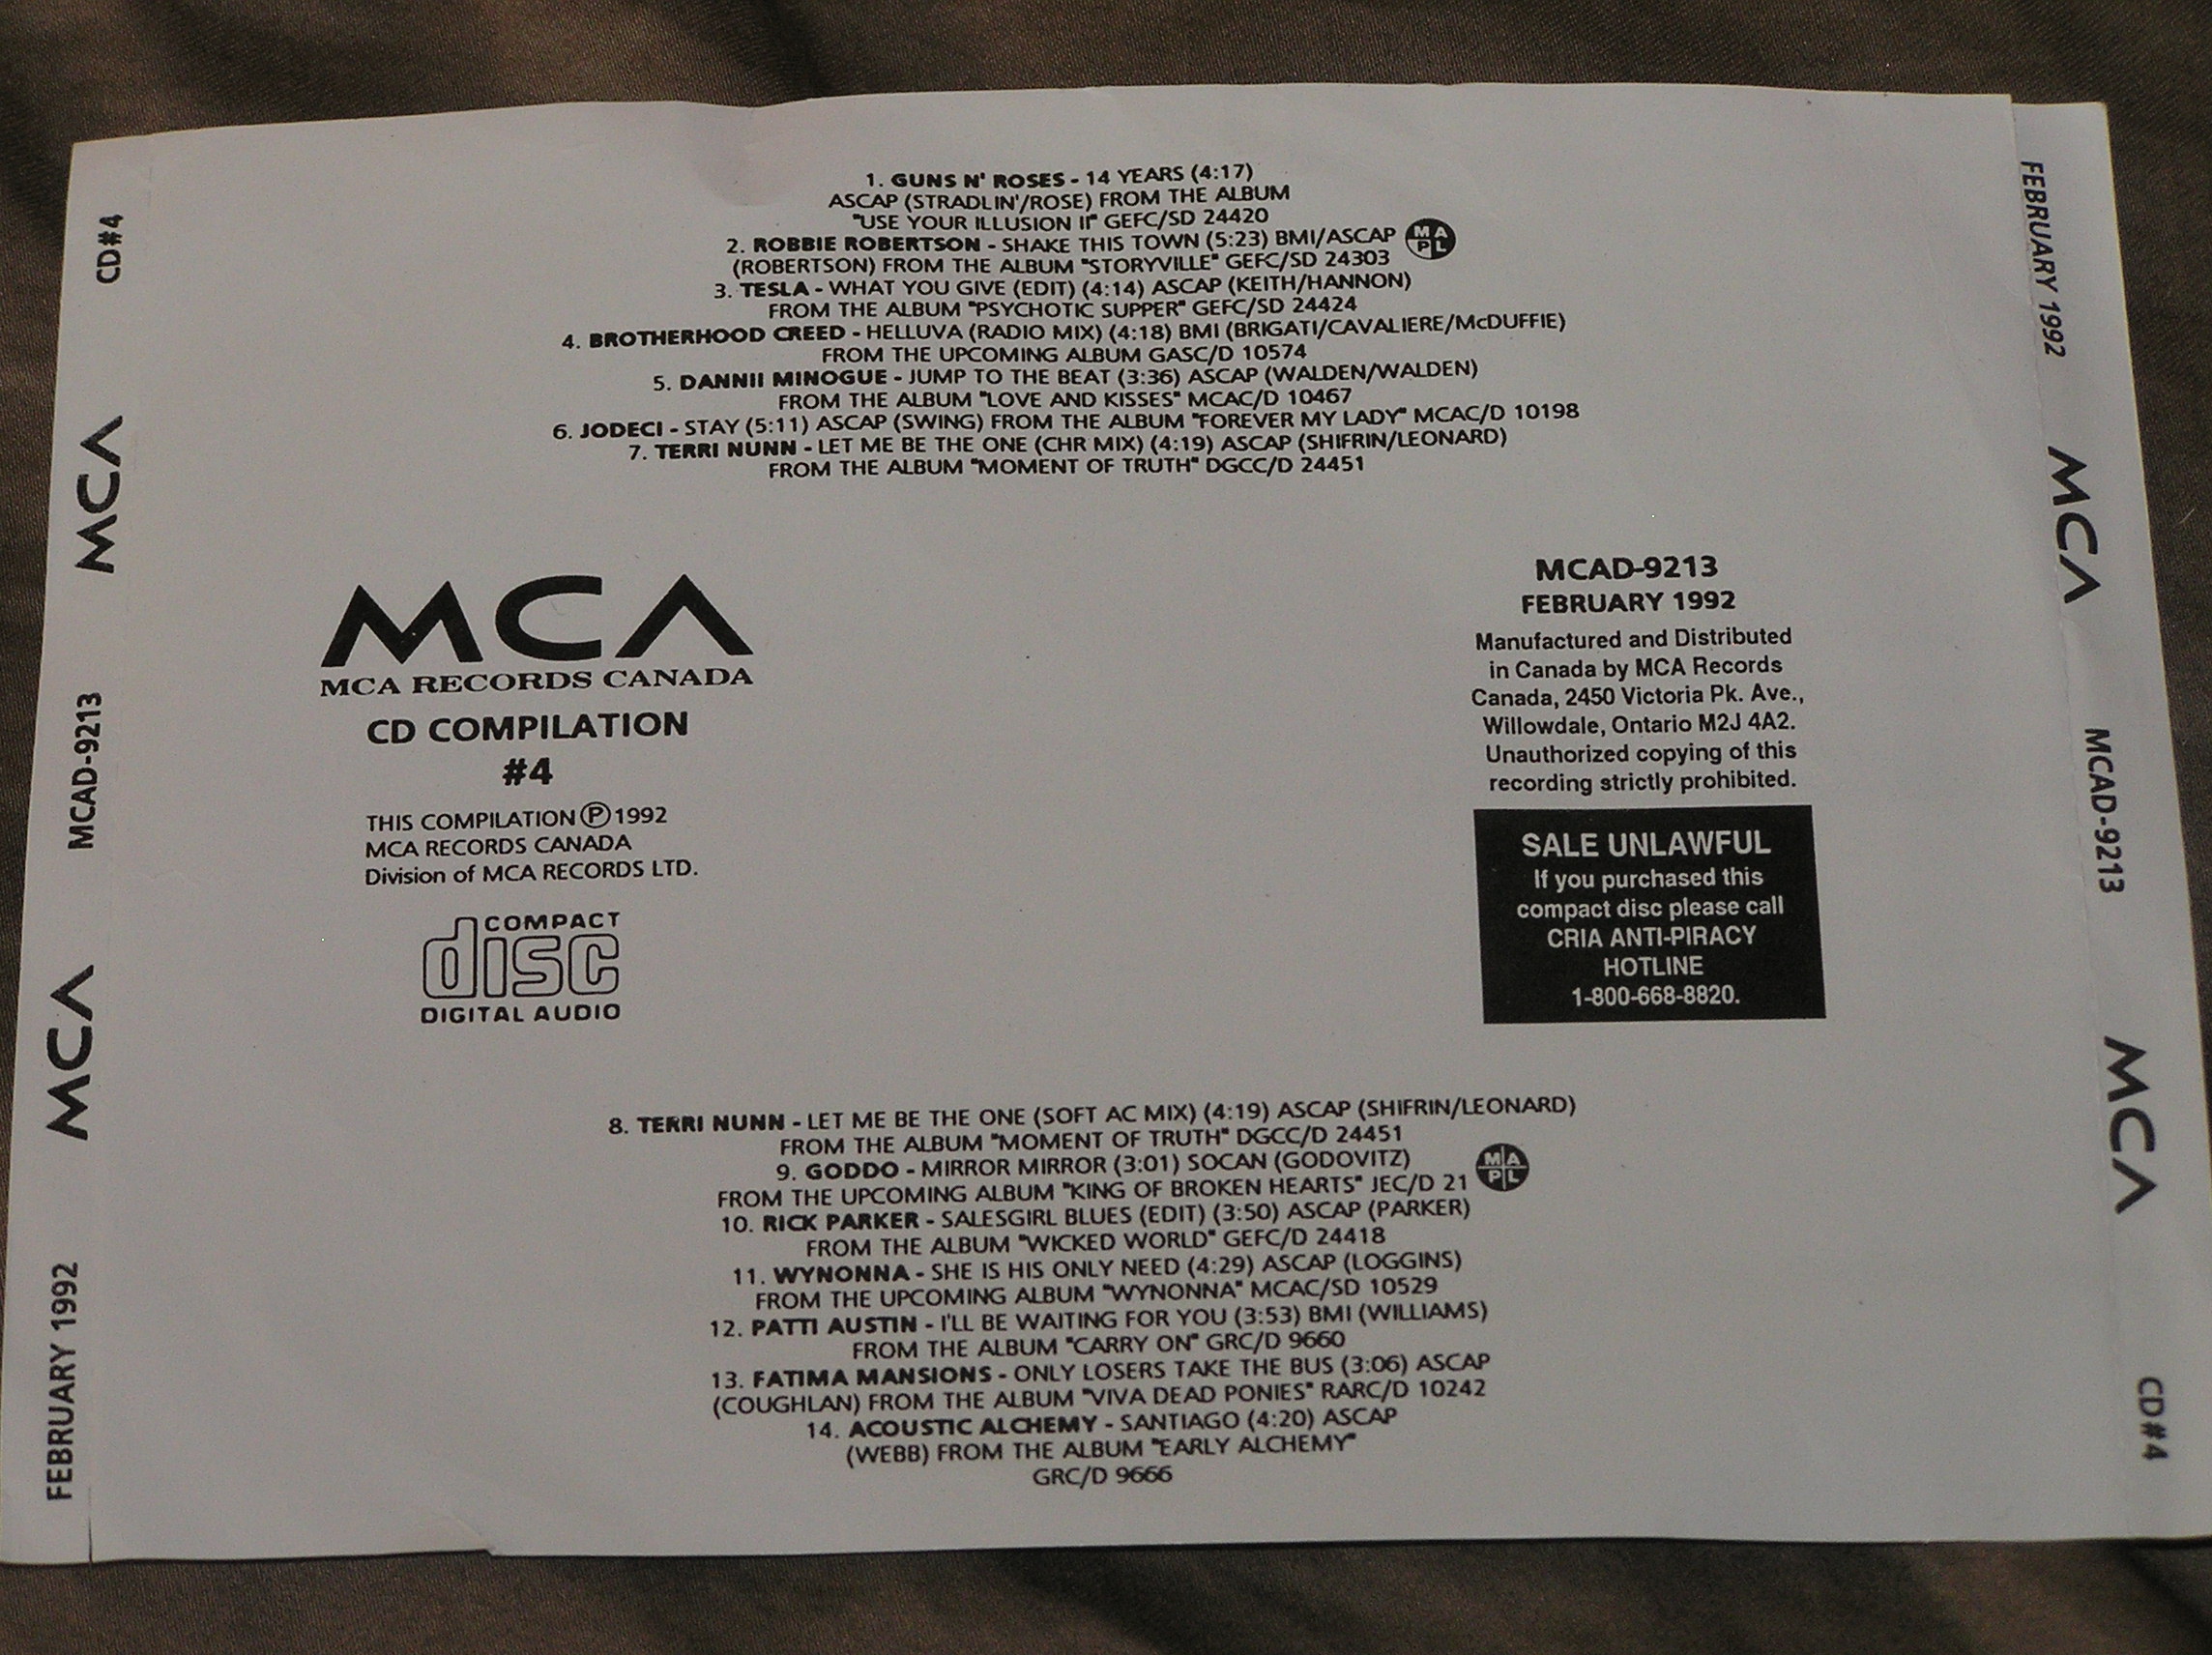 1. GUNS N' ROSES - 14 YEARS (4:17)
ASCAP (STRADLIN'/ROSE) FROM THE ALBUM
"USE YOUR ILLUSION II" GEFC/SD 24420
2. ROBBIE ROBERTSON - SHAKE THIS TOWN (5:23) BMI/ASCAP
MA
PL
(ROBERTSON) FROM THE ALBUM "STORYVILLE" GEFC/SD 24303
3. TESLA - WHAT YOU GIVE (EDIT) (4:14) ASCAP (KEITH/HANNON)
FROM THE ALBUM "PSYCHOTIC SUPPER" GEFC/SD 24424
4. BROTHERHOOD CREED - HELLUVA (RADIO MIX) (4:18) BMI (BRIGATI/CAVALIERE/McDUFFIE)
FROM THE UPCOMING ALBUM GASC/D 10574
5. DANNII MINOGUE - JUMP TO THE BEAT (3:36) ASCAP (WALDEN/WALDEN)
FROM THE ALBUM "LOVE AND KISSES" MCAC/D 10467
6. JODECI - STAY (5:11) ASCAP (SWING) FROM THE ALBUM "FOREVER MY LADY" MCAC/D 10198
7. TERRI NUNN - LET ME BE THE ONE (CHR MIX) (4:19) ASCAP (SHIFRIN/LEONARD)
FROM THE ALBUM "MOMENT OF TRUTH" DGCC/D 24451
MCA
MCA RECORDS CANADA
CD COMPILATION
#4
THIS COMPILATION Ⓟ 1992
MCA RECORDS CANADA
Division of MCA RECORDS LTD.
COMPACT
disc
DIGITAL AUDIO
MCAD-9213
FEBRUARY 1992
Manufactured and Distributed
in Canada by MCA Records
Canada, 2450 Victoria Pk. Ave.,
Willowdale, Ontario M2J 4A2.
Unauthorized copying of this
recording strictly prohibited.
SALE UNLAWFUL
If you purchased this
compact disc please call
CRIA ANTI-PIRACY
HOTLINE
1-800-668-8820.
8. TERRI NUNN - LET ME BE THE ONE (SOFT AC MIX) (4:19) ASCAP (SHIFRIN/LEONARD)
FROM THE ALBUM "MOMENT OF TRUTH" DGCC/D 24451
9. GODDO - MIRROR MIRROR (3:01) SOCAN (GODOVITZ)
MA
PL
FROM THE UPCOMING ALBUM "KING OF BROKEN HEARTS" JEC/D 21
10. RICK PARKER - SALESGIRL BLUES (EDIT) (3:50) ASCAP (PARKER)
FROM THE ALBUM "WICKED WORLD" GEFC/D 24418
11. WYNONNA - SHE IS HIS ONLY NEED (4:29) ASCAP (LOGGINS)
FROM THE UPCOMING ALBUM "WYNONNA" MCAC/SD 10529
12. PATTI AUSTIN - I'LL BE WAITING FOR YOU (3:53) BMI (WILLIAMS)
FROM THE ALBUM "CARRY ON" GRC/D 9660
13. FATIMA MANSIONS - ONLY LOSERS TAKE THE BUS (3:06) ASCAP
(COUGHLAN) FROM THE ALBUM "VIVA DEAD PONIES" RARC/D 10242
14. ACOUSTIC ALCHEMY - SANTIAGO (4:20) ASCAP
(WEBB) FROM THE ALBUM "EARLY ALCHEMY"
GRC/D 9666
FEBRUARY 1992 MCA MCAD-9213 MCA CD#4
FEBRUARY 1992 MCA MCAD-9213 MCA CD#4